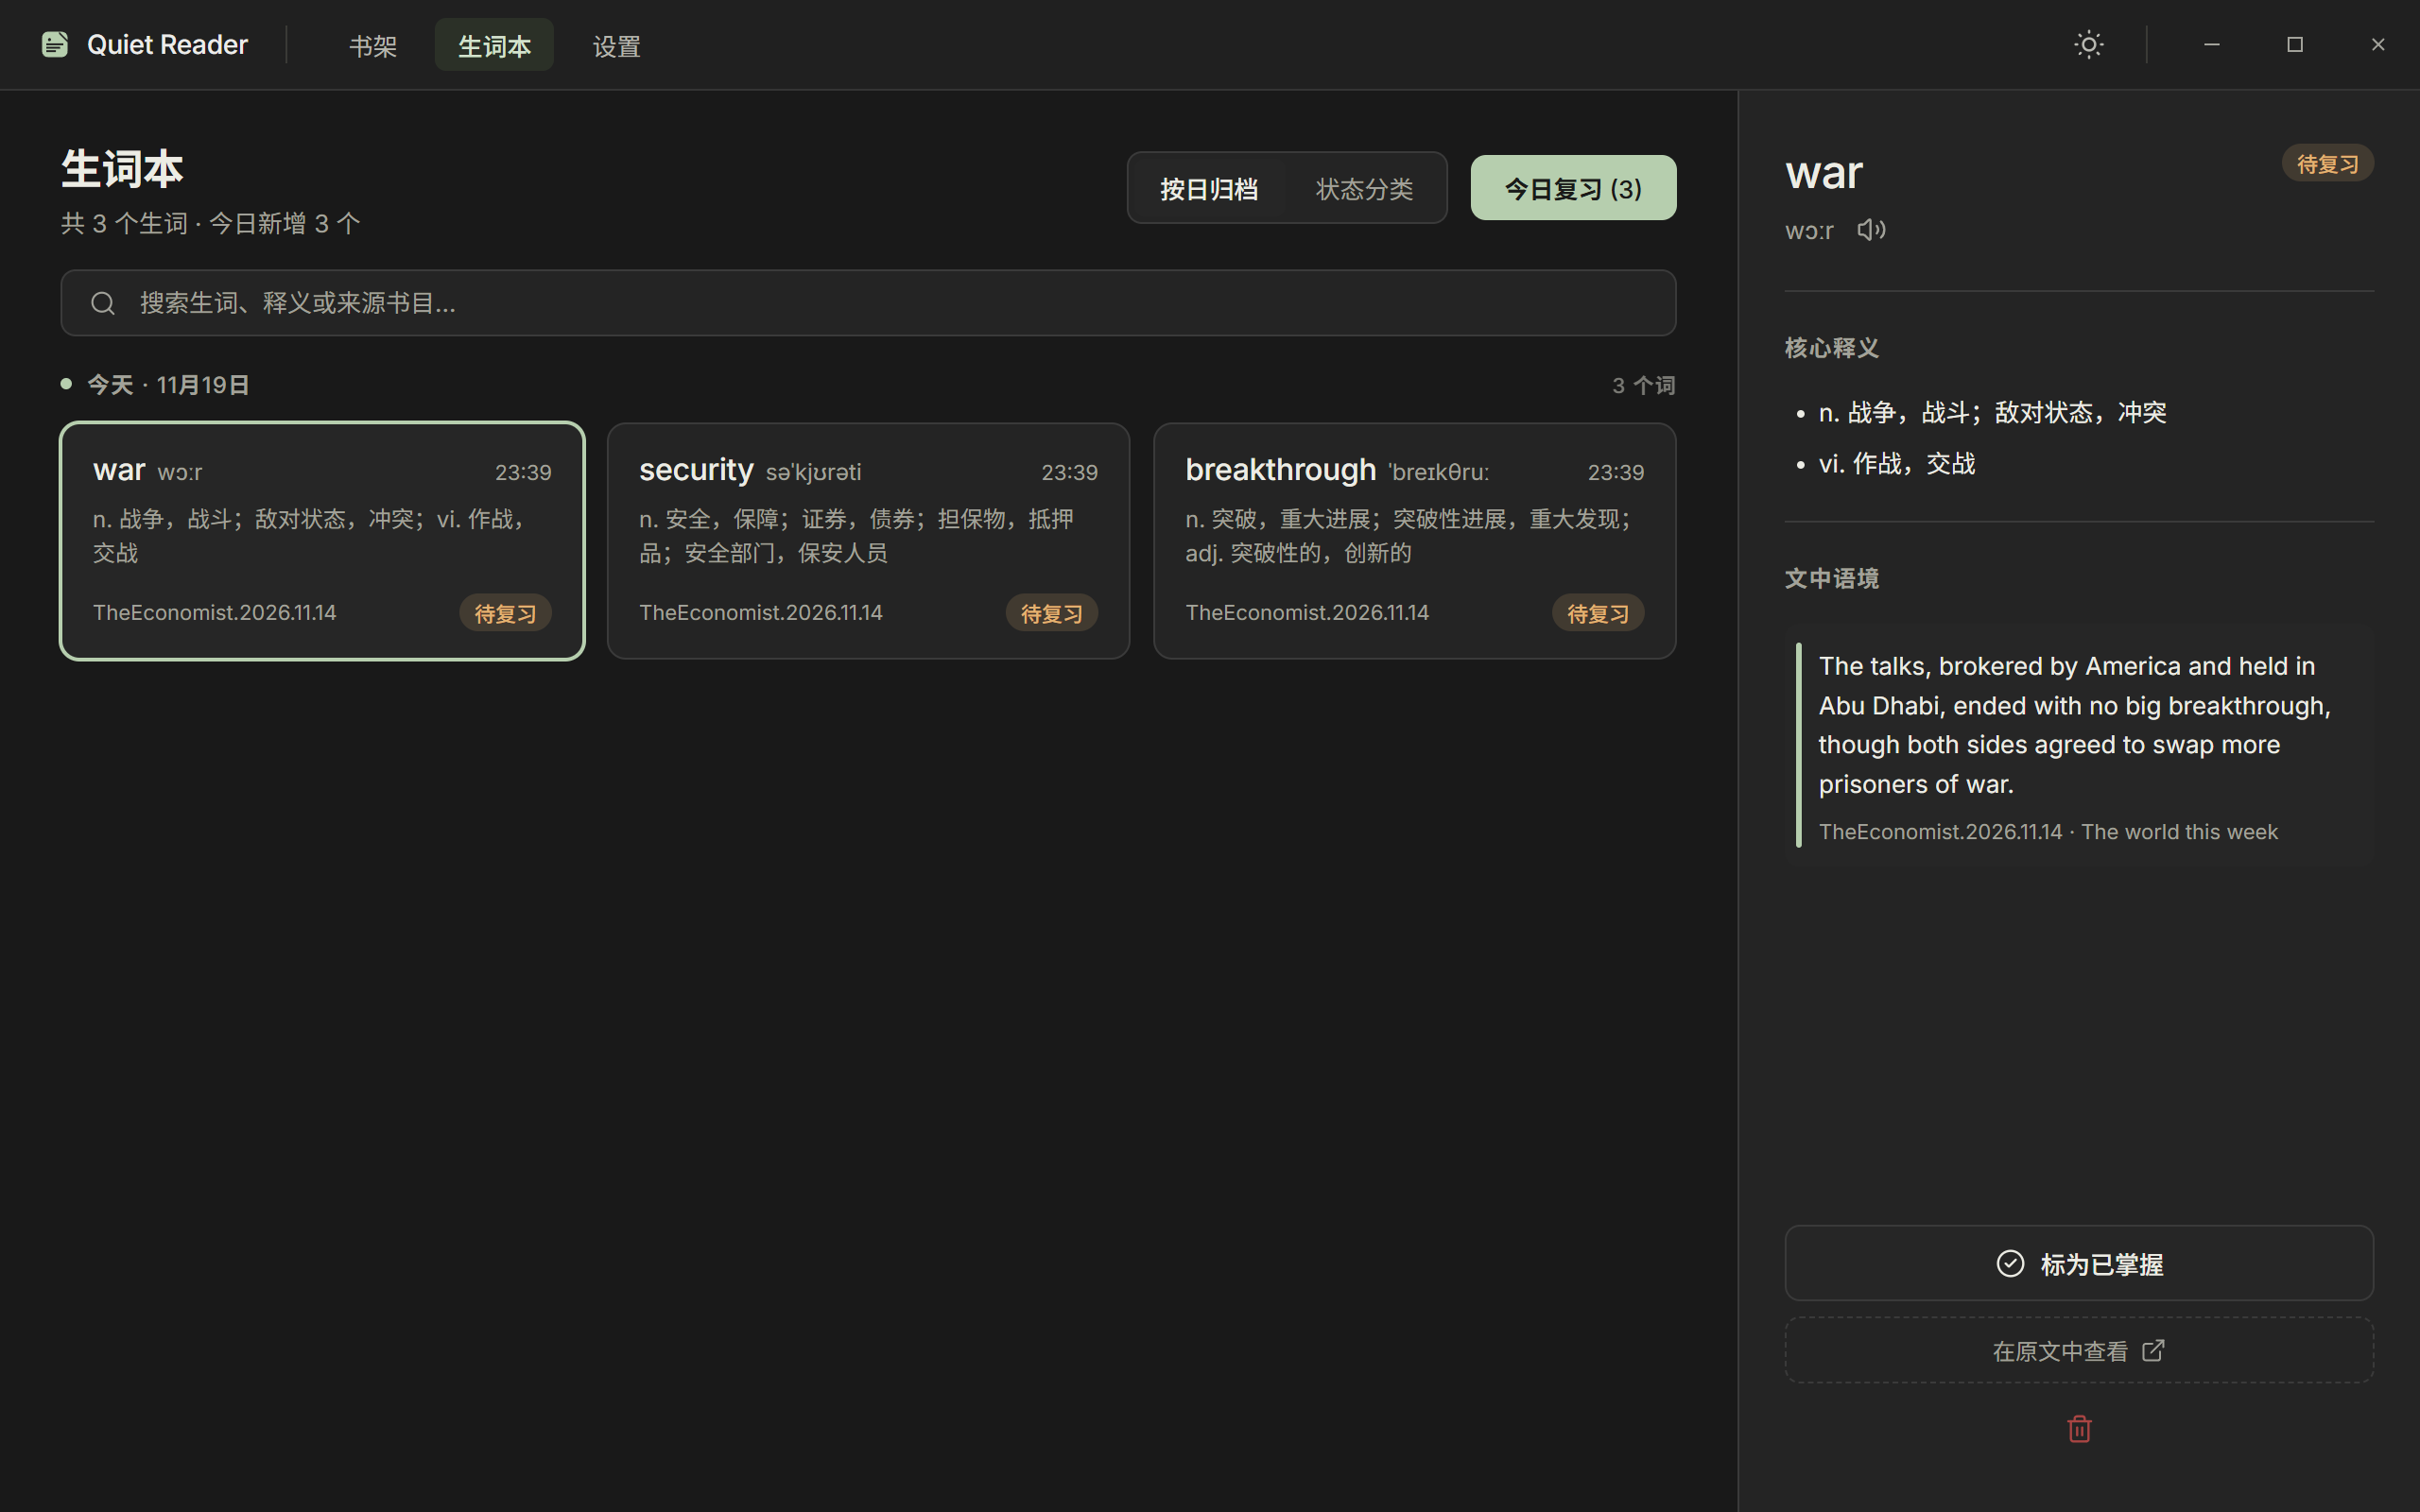 Quiet Reader
书架
生词本
设置
生词本
共 3 个生词 · 今日新增 3 个
按日归档
状态分类
今日复习 (3)
搜索生词、释义或来源书目...
今天 · 11月19日
3 个词
war wɔːr 23:39
n. 战争，战斗；敌对状态，冲突；vi. 作战，
交战
TheEconomist.2026.11.14
待复习
security səˈkjʊrəti 23:39
n. 安全，保障；证券，债券；担保物，抵押
品；安全部门，保安人员
TheEconomist.2026.11.14
待复习
breakthrough ˈbreɪkθruː 23:39
n. 突破，重大进展；突破性进展，重大发现；
adj. 突破性的，创新的
TheEconomist.2026.11.14
待复习
war
待复习
wɔːr
核心释义
• n. 战争，战斗；敌对状态，冲突
• vi. 作战，交战
文中语境
The talks, brokered by America and held in
Abu Dhabi, ended with no big breakthrough,
though both sides agreed to swap more
prisoners of war.
TheEconomist.2026.11.14 · The world this week
标为已掌握
在原文中查看